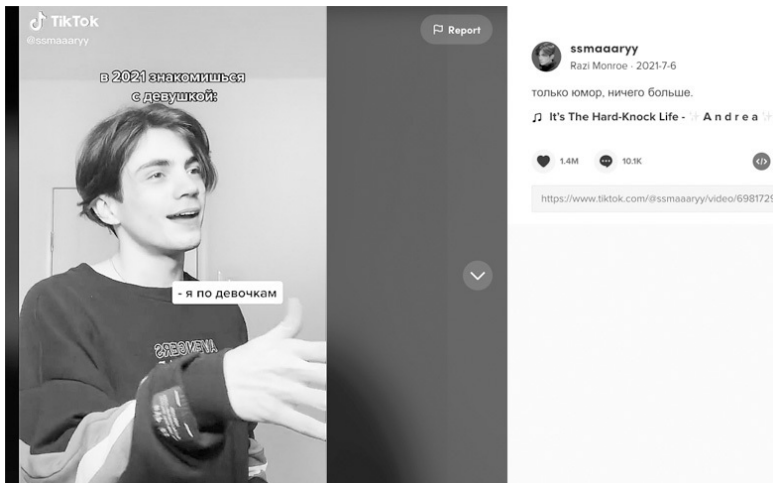 TikTok
@ssmaaaryy
Report
в 2021 знакомишься
с девушкой:
- я по девочкам
AVENGERS
ssmaaaryy
Razi Monroe · 2021-7-6
только юмор, ничего больше.
It's The Hard-Knock Life - ✨ A n d r e a ✨
1.4M
10.1K
</>
https://www.tiktok.com/@ssmaaaryy/video/6981729